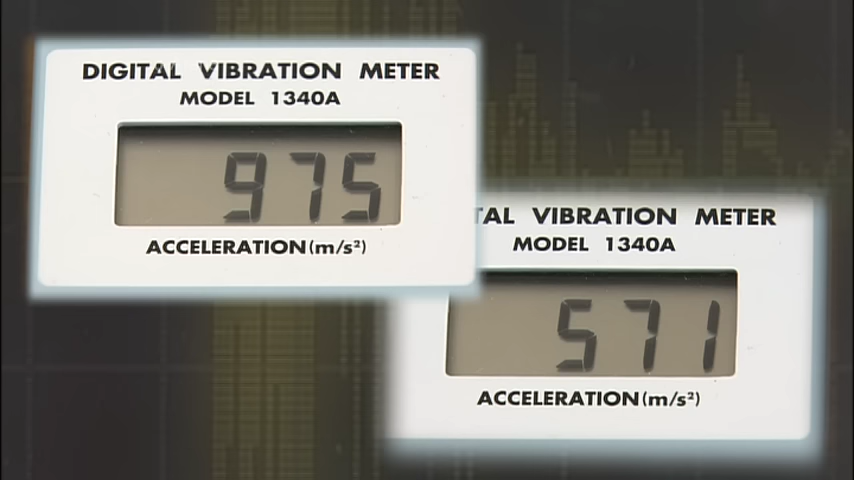 DIGITAL VIBRATION METER
MODEL 1340A
975
ACCELERATION(m/s²)
TAL VIBRATION METER
MODEL 1340A
571
ACCELERATION(m/s²)